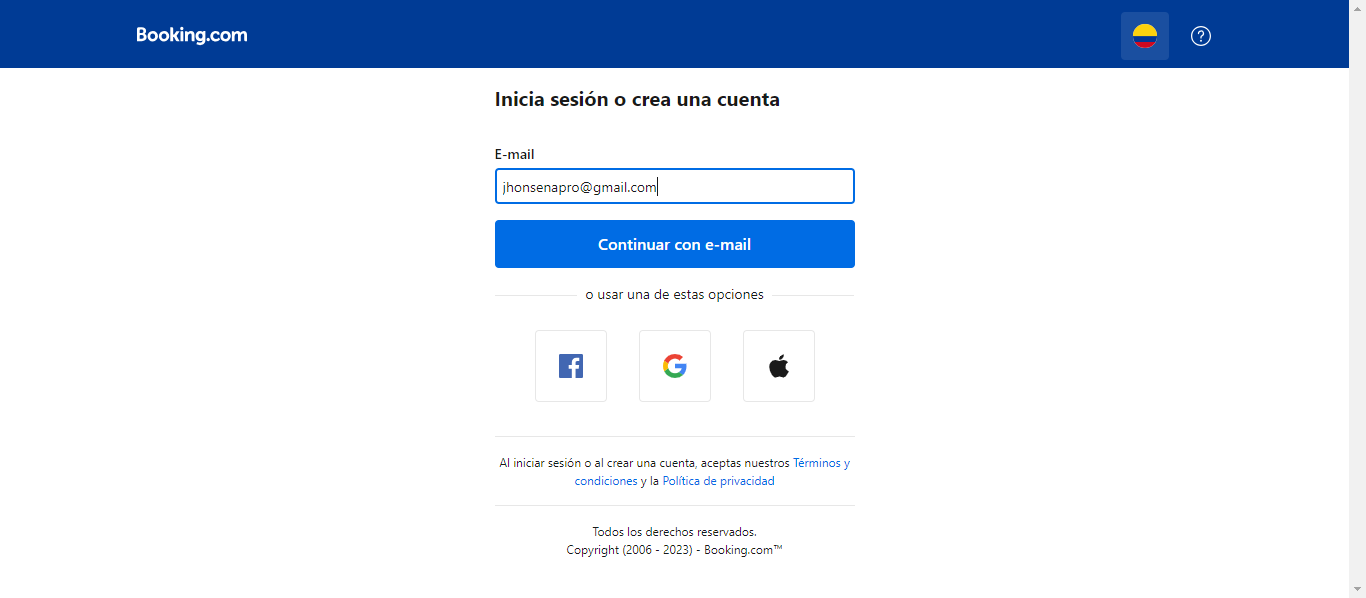 Booking.com
?
Inicia sesión o crea una cuenta
E-mail
jhonsenapro@gmail.com
Continuar con e-mail
o usar una de estas opciones
Al iniciar sesión o al crear una cuenta, aceptas nuestros Términos y
condiciones y la Política de privacidad
Todos los derechos reservados.
Copyright (2006 - 2023) - Booking.com™